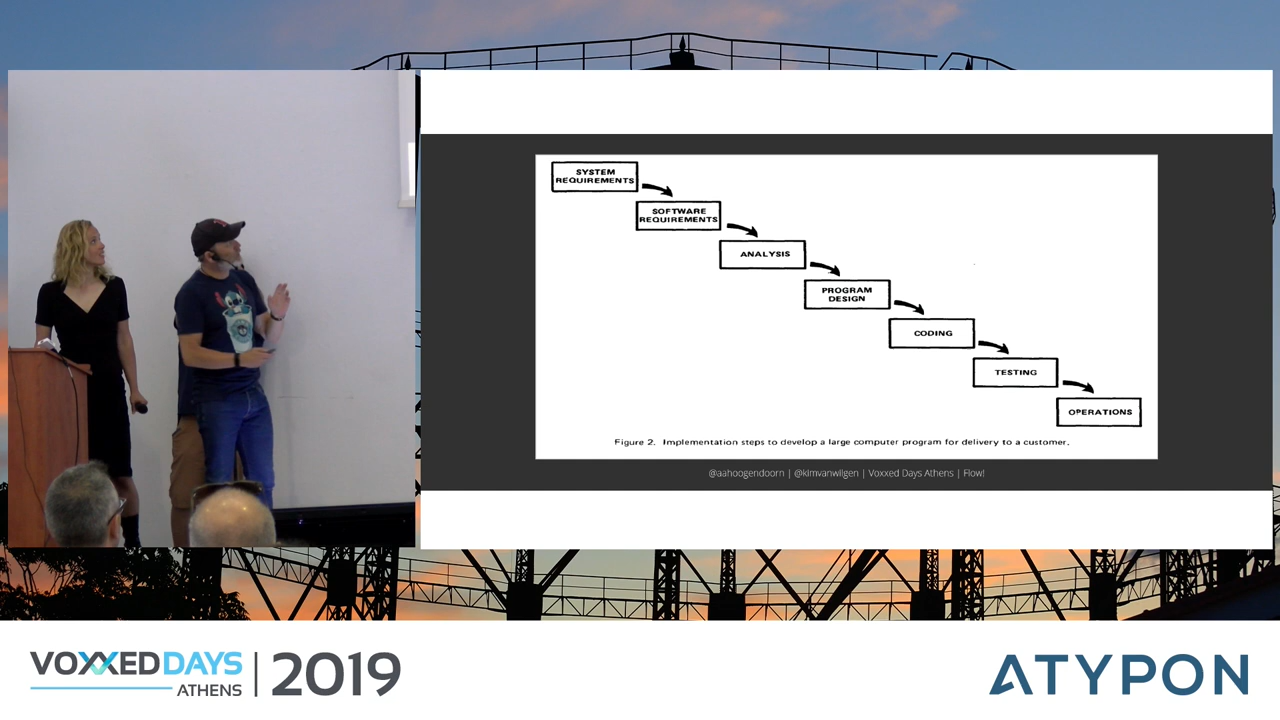 SYSTEM
REQUIREMENTS
SOFTWARE
REQUIREMENTS
ANALYSIS
PROGRAM
DESIGN
CODING
TESTING
OPERATIONS
Figure 2. Implementation steps to develop a large computer program for delivery to a customer.
@aahoogendoorn | @kimvanwilgen | Voxxed Days Athens | Flow!
VOXXED DAYS
ATHENS
2019
ATYPON